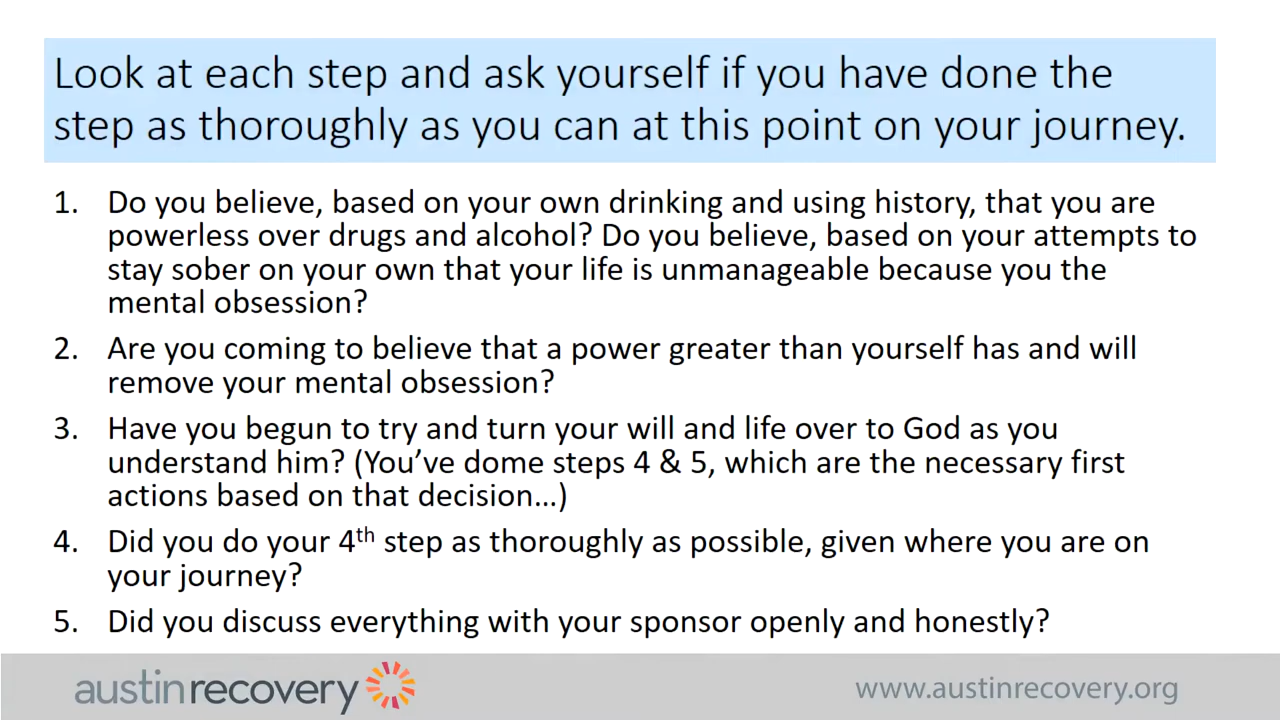 Look at each step and ask yourself if you have done the
step as thoroughly as you can at this point on your journey.
1. Do you believe, based on your own drinking and using history, that you are
powerless over drugs and alcohol? Do you believe, based on your attempts to
stay sober on your own that your life is unmanageable because you the
mental obsession?
2. Are you coming to believe that a power greater than yourself has and will
remove your mental obsession?
3. Have you begun to try and turn your will and life over to God as you
understand him? (You’ve dome steps 4 & 5, which are the necessary first
actions based on that decision…)
4. Did you do your 4th step as thoroughly as possible, given where you are on
your journey?
5. Did you discuss everything with your sponsor openly and honestly?
austinrecovery
www.austinrecovery.org